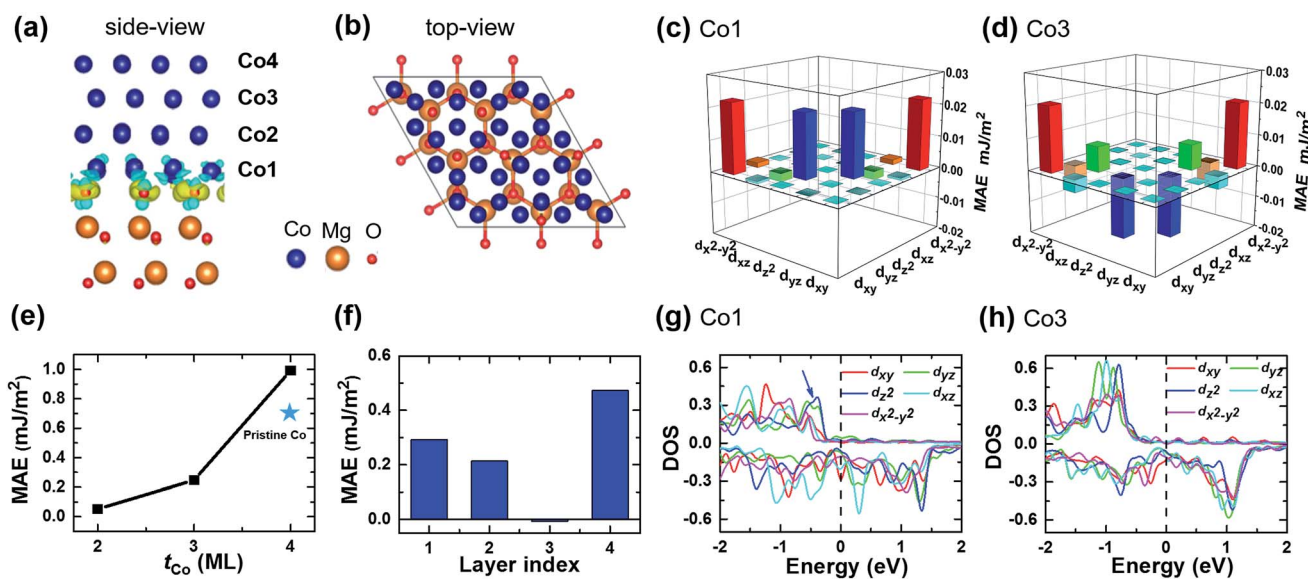 (a) side-view
Co4
Co3
Co2
Co1
(b) top-view
Co Mg O
(c) Co1
0.03
0.02
0.01
0.00
-0.01
-0.02
MAE mJ/m²
dx²-y²
dxz
dz²
dyz
dxy
dxy
dyz
dz²
dxz
dx²-y²
(d) Co3
0.03
0.02
0.01
0.00
-0.01
-0.02
MAE mJ/m²
dx²-y²
dxz
dz²
dyz
dxy
dxy
dyz
dz²
dxz
dx²-y²
(e)
MAE (mJ/m²)
1.0
0.8
0.6
0.4
0.2
0.0
Pristine Co
2 3 4
tCo (ML)
(f)
MAE (mJ/m²)
0.6
0.4
0.2
0.0
1 2 3 4
Layer index
(g) Co1
DOS
0.6
0.3
0.0
-0.3
-0.6
dxy dyz
dz² dxz
dx²-y²
-2 -1 0 1 2
Energy (eV)
(h) Co3
DOS
0.6
0.3
0.0
-0.3
-0.6
dxy dyz
dz² dxz
dx²-y²
-2 -1 0 1 2
Energy (eV)